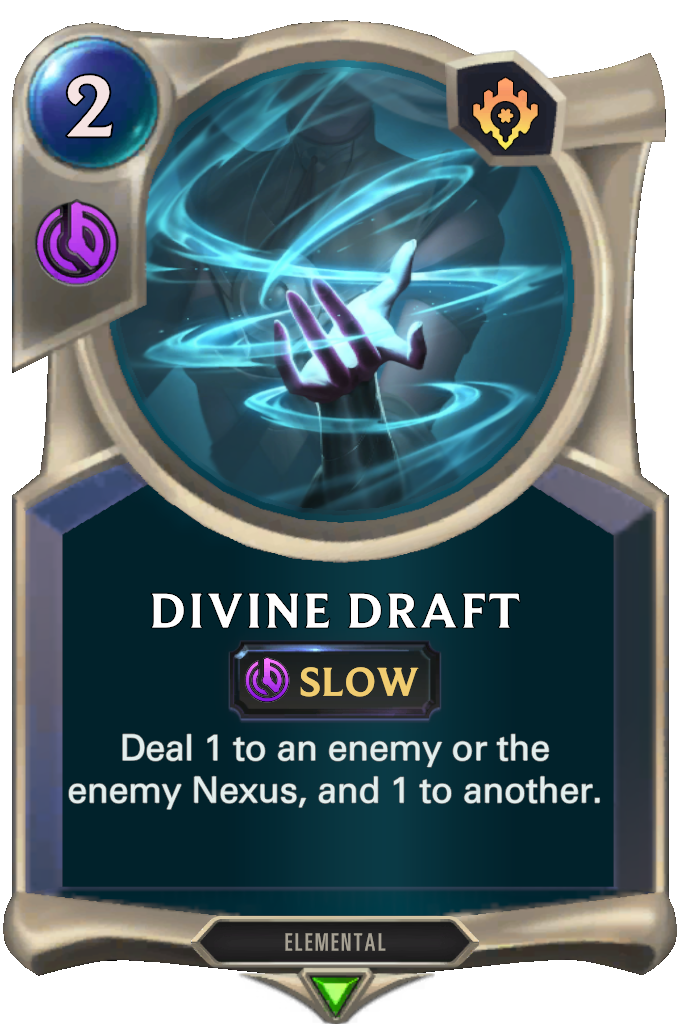 2
DIVINE DRAFT
SLOW
Deal 1 to an enemy or the
enemy Nexus, and 1 to another.
ELEMENTAL